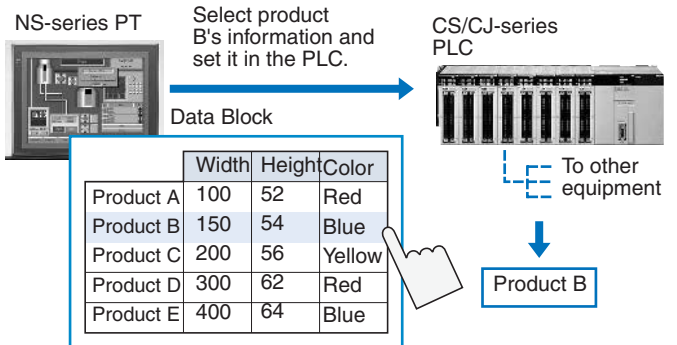 NS-series PT
Select product
B's information and
set it in the PLC.
CS/CJ-series
PLC
Data Block
Width Height Color
Product A 100 52 Red
Product B 150 54 Blue
Product C 200 56 Yellow
Product D 300 62 Red
Product E 400 64 Blue
To other
equipment
Product B